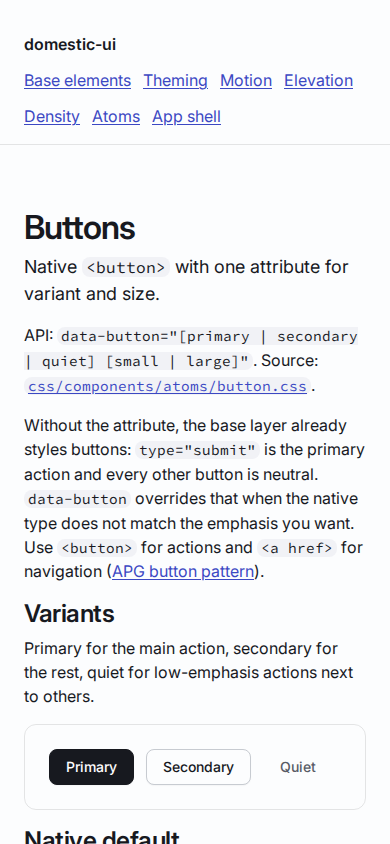 domestic-ui
Base elements Theming Motion Elevation
Density Atoms App shell
Buttons
Native <button> with one attribute for
variant and size.
API: data-button="[primary | secondary
| quiet] [small | large]". Source:
css/components/atoms/button.css.
Without the attribute, the base layer already
styles buttons: type="submit" is the primary
action and every other button is neutral.
data-button overrides that when the native
type does not match the emphasis you want.
Use <button> for actions and <a href> for
navigation (APG button pattern).
Variants
Primary for the main action, secondary for
the rest, quiet for low-emphasis actions next
to others.
Primary Secondary Quiet
Native default